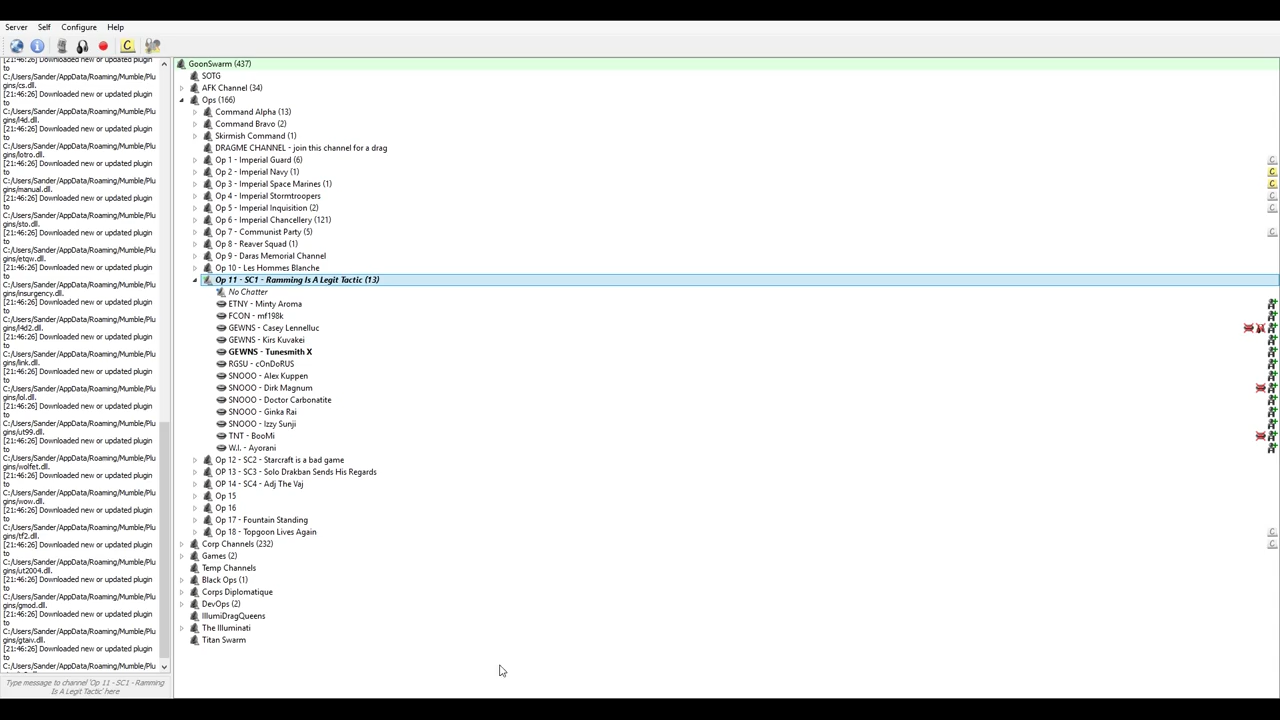 Server Self Configure Help
[21:46:26] Downloaded new or updated plugin
to
C:/Users/Sander/AppData/Roaming/Mumble/Plu
gins/cs.dll.
[21:46:26] Downloaded new or updated plugin
to
C:/Users/Sander/AppData/Roaming/Mumble/Plu
gins/l4d.dll.
[21:46:26] Downloaded new or updated plugin
to
C:/Users/Sander/AppData/Roaming/Mumble/Plu
gins/lotro.dll.
[21:46:26] Downloaded new or updated plugin
to
C:/Users/Sander/AppData/Roaming/Mumble/Plu
gins/manual.dll.
[21:46:26] Downloaded new or updated plugin
to
C:/Users/Sander/AppData/Roaming/Mumble/Plu
gins/sto.dll.
[21:46:26] Downloaded new or updated plugin
to
C:/Users/Sander/AppData/Roaming/Mumble/Plu
gins/etqw.dll.
[21:46:26] Downloaded new or updated plugin
to
C:/Users/Sander/AppData/Roaming/Mumble/Plu
gins/insurgency.dll.
[21:46:26] Downloaded new or updated plugin
to
C:/Users/Sander/AppData/Roaming/Mumble/Plu
gins/l4d2.dll.
[21:46:26] Downloaded new or updated plugin
to
C:/Users/Sander/AppData/Roaming/Mumble/Plu
gins/link.dll.
[21:46:26] Downloaded new or updated plugin
to
C:/Users/Sander/AppData/Roaming/Mumble/Plu
gins/lol.dll.
[21:46:26] Downloaded new or updated plugin
to
C:/Users/Sander/AppData/Roaming/Mumble/Plu
gins/ut99.dll.
[21:46:26] Downloaded new or updated plugin
to
C:/Users/Sander/AppData/Roaming/Mumble/Plu
gins/wolfet.dll.
[21:46:26] Downloaded new or updated plugin
to
C:/Users/Sander/AppData/Roaming/Mumble/Plu
gins/wow.dll.
[21:46:26] Downloaded new or updated plugin
to
C:/Users/Sander/AppData/Roaming/Mumble/Plu
gins/tf2.dll.
[21:46:26] Downloaded new or updated plugin
to
C:/Users/Sander/AppData/Roaming/Mumble/Plu
gins/ut2004.dll.
[21:46:26] Downloaded new or updated plugin
to
C:/Users/Sander/AppData/Roaming/Mumble/Plu
gins/gmod.dll.
[21:46:26] Downloaded new or updated plugin
to
C:/Users/Sander/AppData/Roaming/Mumble/Plu
gins/gtaiv.dll.
[21:46:26] Downloaded new or updated plugin
to
C:/Users/Sander/AppData/Roaming/Mumble/Plu
Type message to channel 'Op 11 - SC1 - Ramming
Is A Legit Tactic' here
GoonSwarm (437)
SOTG
AFK Channel (34)
Ops (166)
Command Alpha (13)
Command Bravo (2)
Skirmish Command (1)
DRAGME CHANNEL - join this channel for a drag
Op 1 - Imperial Guard (6)
Op 2 - Imperial Navy (1)
Op 3 - Imperial Space Marines (1)
Op 4 - Imperial Stormtroopers
Op 5 - Imperial Inquisition (2)
Op 6 - Imperial Chancellery (121)
Op 7 - Communist Party (5)
Op 8 - Reaver Squad (1)
Op 9 - Daras Memorial Channel
Op 10 - Les Hommes Blanche
Op 11 - SC1 - Ramming Is A Legit Tactic (13)
No Chatter
ETNY - Minty Aroma
FCON - mf198k
GEWNS - Casey Lennelluc
GEWNS - Kirs Kuvakei
GEWNS - Tunesmith X
RGSU - cOnDoRUS
SNOOO - Alex Kuppen
SNOOO - Dirk Magnum
SNOOO - Doctor Carbonatite
SNOOO - Ginka Rai
SNOOO - Izzy Sunji
TNT - BooMi
W.I. - Ayorani
Op 12 - SC2 - Starcraft is a bad game
OP 13 - SC3 - Solo Drakban Sends His Regards
OP 14 - SC4 - Adj The Vaj
Op 15
Op 16
Op 17 - Fountain Standing
Op 18 - Topgoon Lives Again
Corp Channels (232)
Games (2)
Temp Channels
Black Ops (1)
Corps Diplomatique
DevOps (2)
IllumiDragQueens
The Illuminati
Titan Swarm